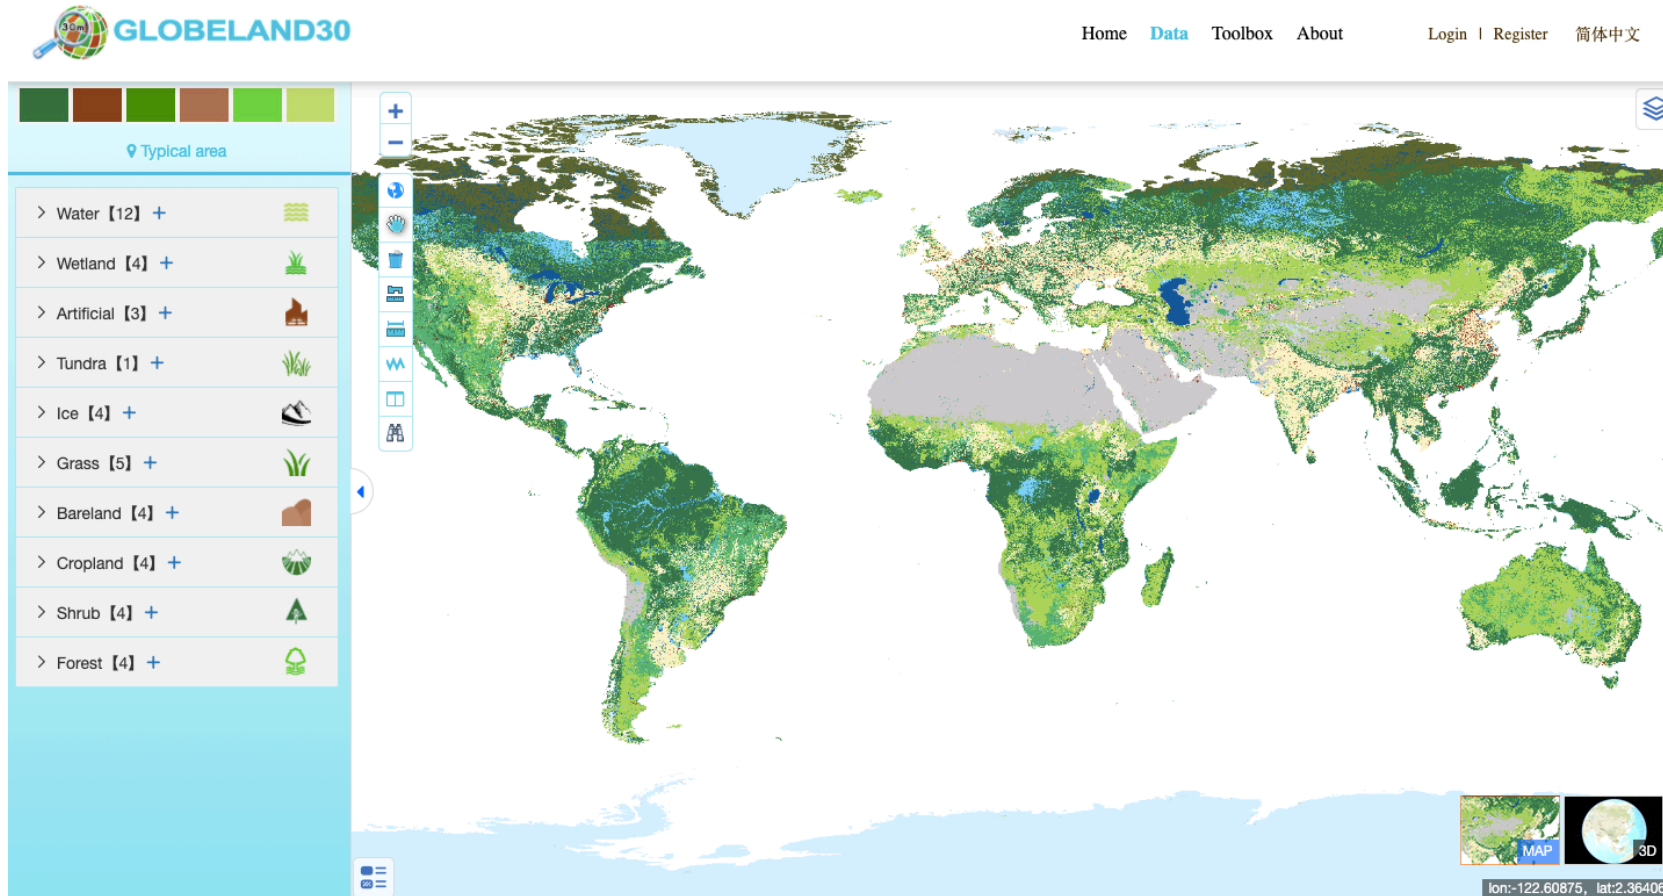 30m
GLOBELAND30
Home Data Toolbox About Login | Register 简体中文
Typical area
Water【12】+
Wetland【4】+
Artificial【3】+
Tundra【1】+
Ice【4】+
Grass【5】+
Bareland【4】+
Cropland【4】+
Shrub【4】+
Forest【4】+
MAP
3D
lon:-122.60875, lat:2.36406